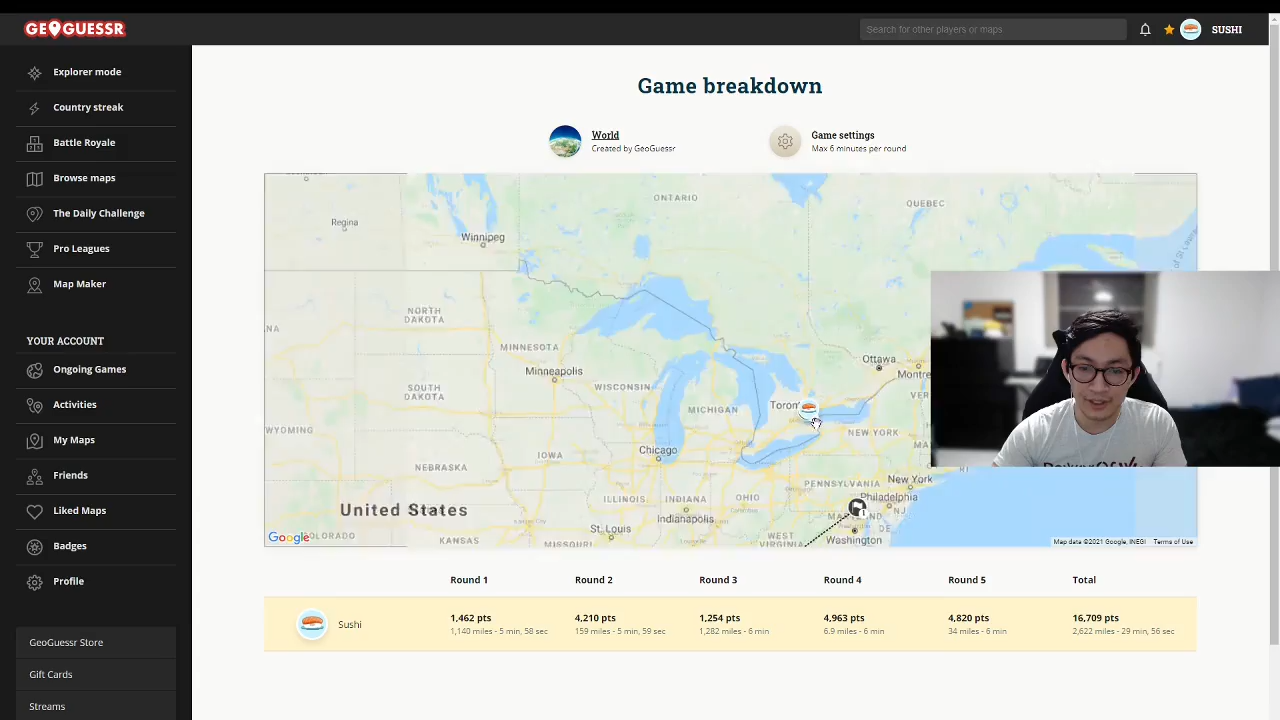 GEOGUESSR
Search for other players or maps
SUSHI
Explorer mode
Country streak
Battle Royale
Browse maps
The Daily Challenge
Pro Leagues
Map Maker
YOUR ACCOUNT
Ongoing Games
Activities
My Maps
Friends
Liked Maps
Badges
Profile
GeoGuessr Store
Gift Cards
Streams
Game breakdown
World
Created by GeoGuessr
Game settings
Max 6 minutes per round
ONTARIO
QUEBEC
Regina
Winnipeg
NORTH
DAKOTA
MINNESOTA
Minneapolis
WISCONSIN
SOUTH
DAKOTA
MICHIGAN
Toron
Ottawa
Montre
VER
WYOMING
IOWA
Chicago
NEW YORK
NEBRASKA
PENNSYLVANIA
New York
ILLINOIS
INDIANA
OHIO
Philadelphia
United States
Indianapolis
MARYLAND
NJ
St. Louis
COLORADO
KANSAS
MISSOURI
WEST
VIRGINIA
Washington
Google
Map data ©2021 Google, INEGI
Terms of Use
Round 1
Round 2
Round 3
Round 4
Round 5
Total
Sushi
1,462 pts
1,140 miles - 5 min, 58 sec
4,210 pts
159 miles - 5 min, 59 sec
1,254 pts
1,282 miles - 6 min
4,963 pts
6.9 miles - 6 min
4,820 pts
34 miles - 6 min
16,709 pts
2,622 miles - 29 min, 56 sec